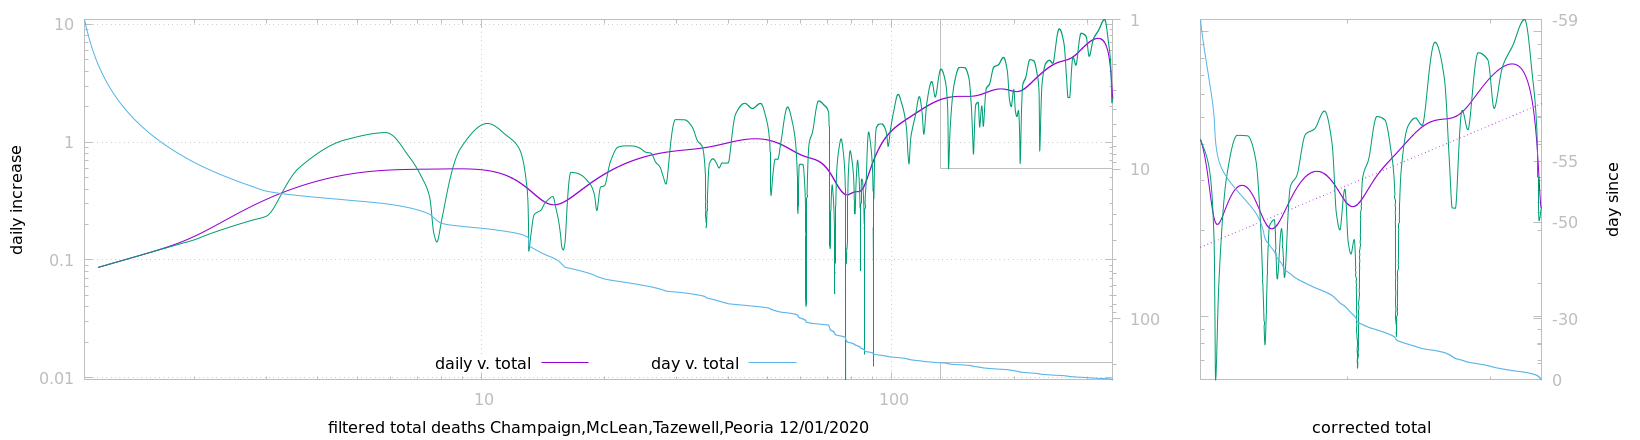 10
1
0.1
0.01
daily increase
daily v. total
day v. total
10
100
1
10
100
filtered total deaths Champaign,McLean,Tazewell,Peoria 12/01/2020
-59
-55
-50
-30
0
day since
corrected total